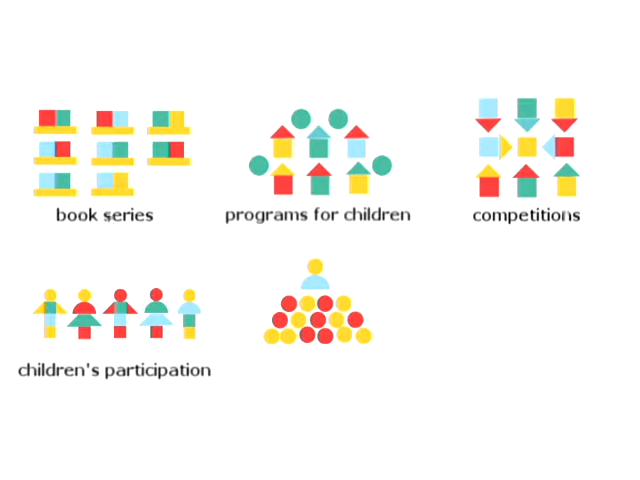 book series
programs for children
competitions
children's participation